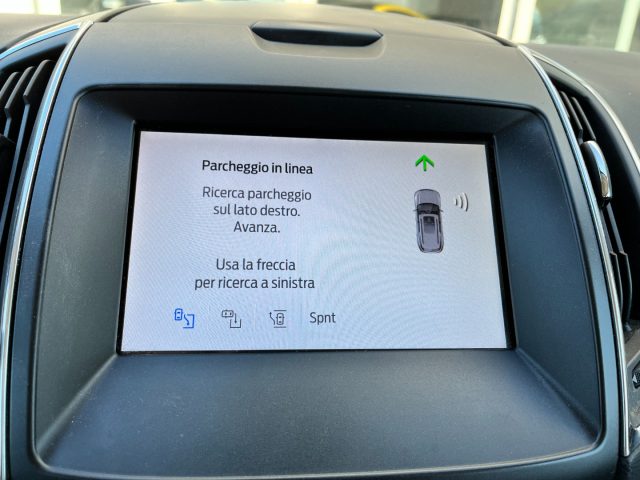 Parcheggio in linea
Ricerca parcheggio
sul lato destro.
Avanza.
Usa la freccia
per ricerca a sinistra
Spnt